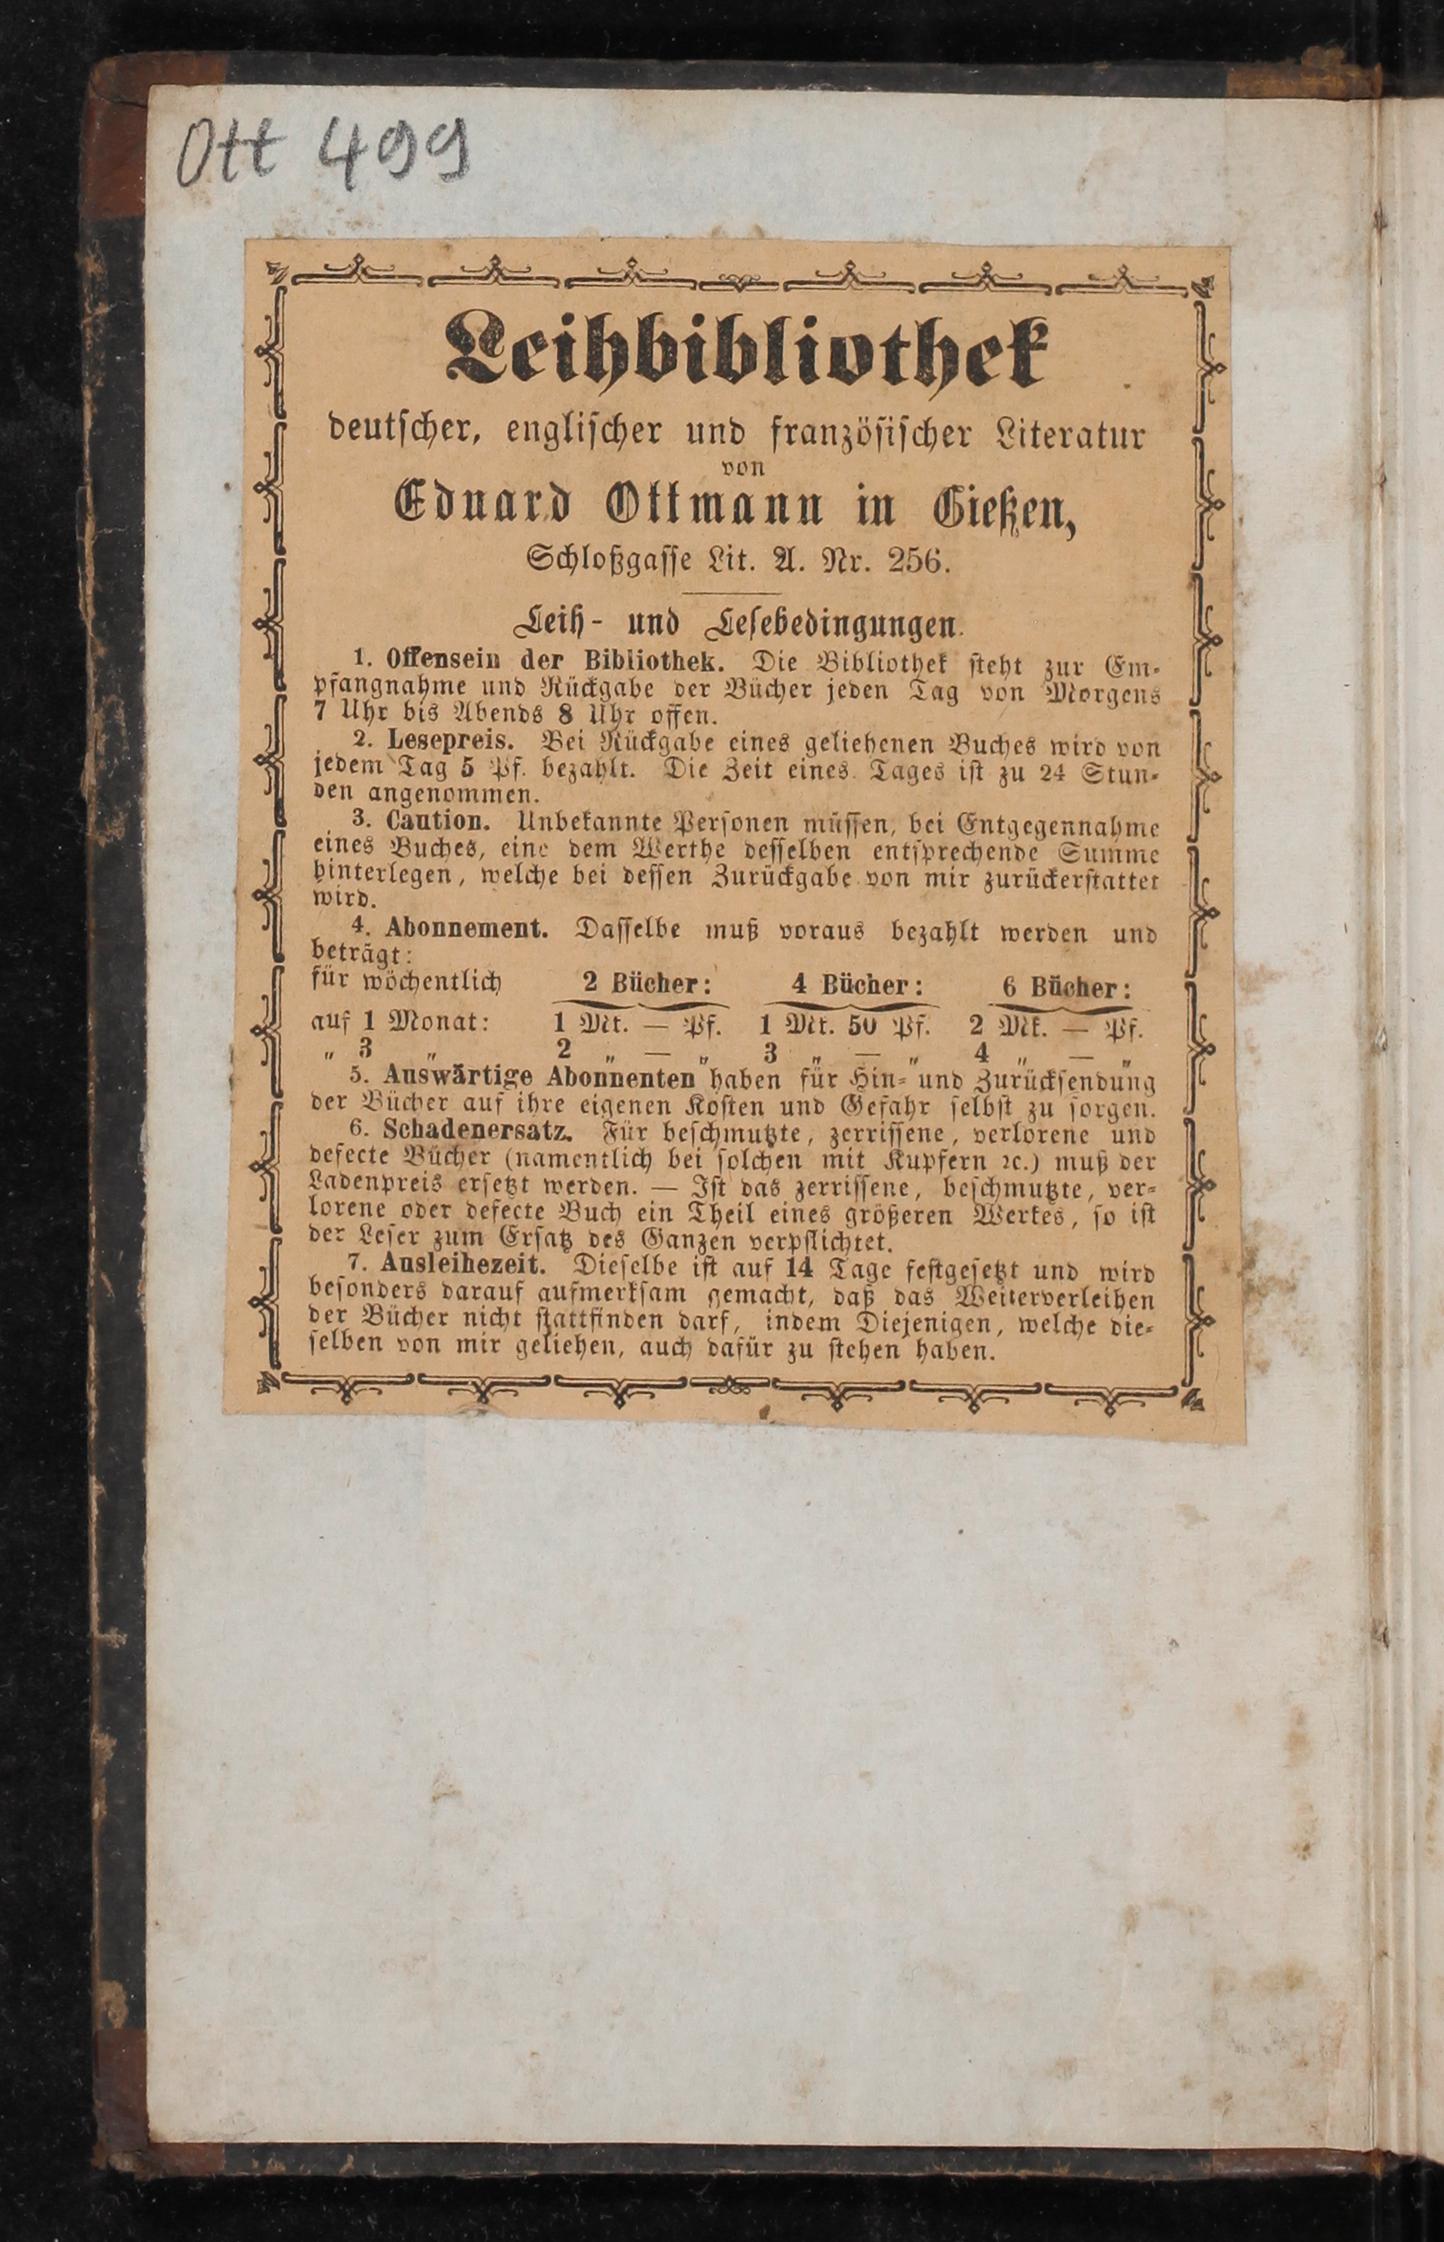 Ott 499
Leihbibliothek
deutscher, englischer und französischer Literatur
von
Eduard Ottmann in Gießen,
Schloßgasse Lit. A. Nr. 256.
Leih- und Lesebedingungen.
1. Offensein der Bibliothek. Die Bibliothek steht zur Em-
pfangnahme und Rückgabe der Bücher jeden Tag von Morgens
7 Uhr bis Abends 8 Uhr offen.
2. Lesepreis. Bei Rückgabe eines geliehenen Buches wird von
jedem Tag 5 Pf. bezahlt. Die Zeit eines Tages ist zu 24 Stun-
den angenommen.
3. Caution. Unbekannte Personen müssen, bei Entgegennahme
eines Buches, eine dem Werthe desselben entsprechende Summe
hinterlegen, welche bei dessen Zurückgabe von mir zurückerstattet
wird.
4. Abonnement. Dasselbe muß voraus bezahlt werden und
beträgt:
für wöchentlich 2 Bücher: 4 Bücher: 6 Bücher:
auf 1 Monat: 1 Mk. — Pf. 1 Mk. 50 Pf. 2 Mk. — Pf.
„ 3 „ 2 „ — „ 3 „ — „ 4 „ — „
5. Auswärtige Abonnenten haben für Hin- und Zurücksendung
der Bücher auf ihre eigenen Kosten und Gefahr selbst zu sorgen.
6. Schadenersatz. Für beschmutzte, zerrissene, verlorene und
defecte Bücher (namentlich bei solchen mit Kupfern ꝛc.) muß der
Ladenpreis ersetzt werden. — Ist das zerrissene, beschmutzte, ver-
lorene oder defecte Buch ein Theil eines größeren Werkes, so ist
der Leser zum Ersatz des Ganzen verpflichtet.
7. Ausleihezeit. Dieselbe ist auf 14 Tage festgesetzt und wird
besonders darauf aufmerksam gemacht, daß das Weiterverleihen
der Bücher nicht stattfinden darf, indem Diejenigen, welche die-
selben von mir geliehen, auch dafür zu stehen haben.